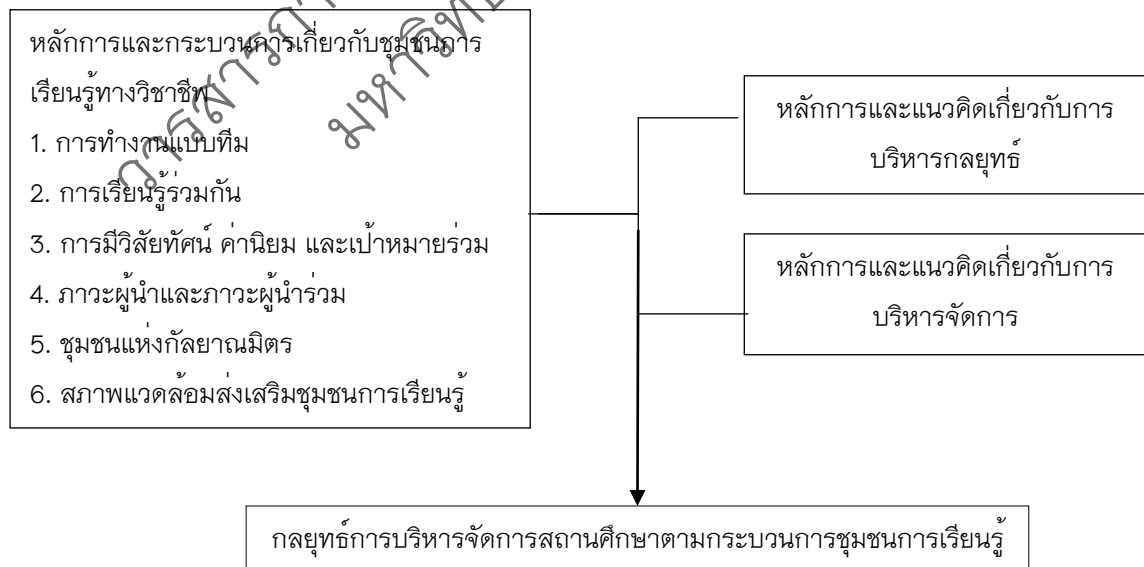 หลักการและกระบวนการเกี่ยวกับชุมชนการ
เรียนรู้ทางวิชาชีพ
1. การทำงานแบบทีม
2. การเรียนรู้ร่วมกัน
3. การมีวิสัยทัศน์ ค่านิยม และเป้าหมายร่วม
4. ภาวะผู้นำและภาวะผู้นำร่วม
5. ชุมชนแห่งกัลยาณมิตร
6. สภาพแวดล้อมส่งเสริมชุมชนการเรียนรู้
หลักการและแนวคิดเกี่ยวกับการ
บริหารกลยุทธ์
หลักการและแนวคิดเกี่ยวกับการ
บริหารจัดการ
กลยุทธ์การบริหารจัดการสถานศึกษาตามกระบวนการชุมชนการเรียนรู้